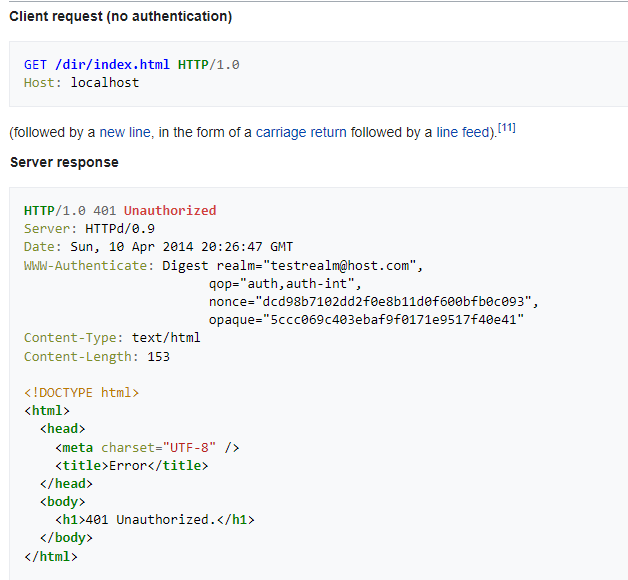 Client request (no authentication)
GET /dir/index.html HTTP/1.0
Host: localhost
(followed by a new line, in the form of a carriage return followed by a line feed).[11]
Server response
HTTP/1.0 401 Unauthorized
Server: HTTPd/0.9
Date: Sun, 10 Apr 2014 20:26:47 GMT
WWW-Authenticate: Digest realm="testrealm@host.com",
                        qop="auth,auth-int",
                        nonce="dcd98b7102dd2f0e8b11d0f600bfb0c093",
                        opaque="5ccc069c403ebaf9f0171e9517f40e41"
Content-Type: text/html
Content-Length: 153

<!DOCTYPE html>
<html>
  <head>
    <meta charset="UTF-8" />
    <title>Error</title>
  </head>
  <body>
    <h1>401 Unauthorized.</h1>
  </body>
</html>